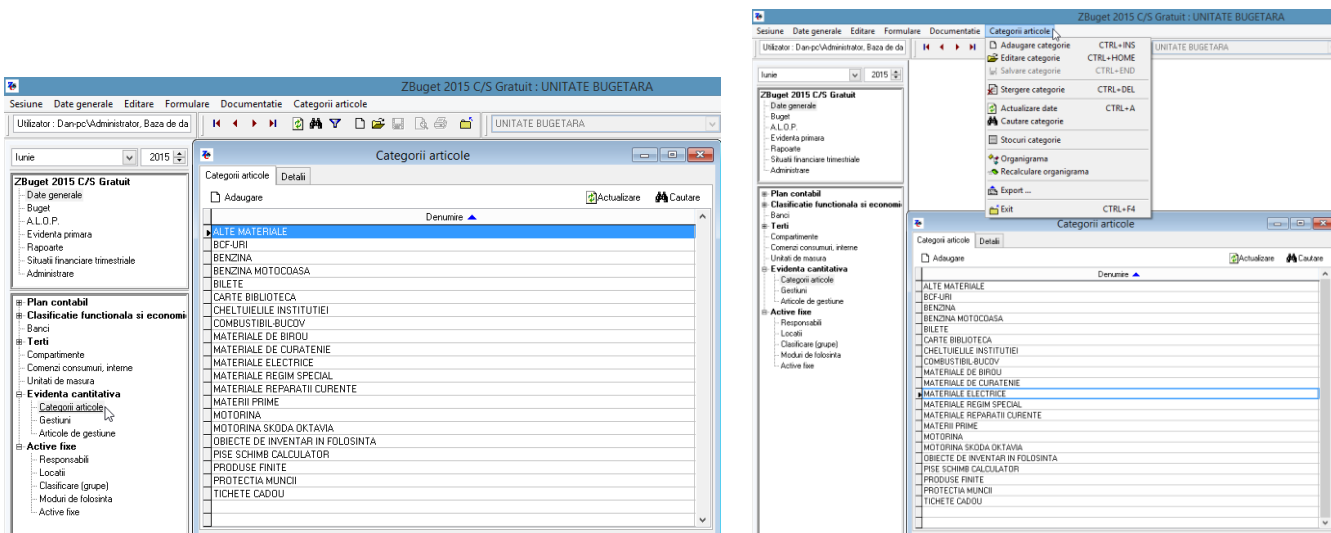 ZBuget 2015 C/S Gratuit : UNITATE BUGETARA
Sesiune Date generale Editare Formulare Documentatie Categorii articole
Utilizator : Dan-pc\Administrator, Baza de da
UNITATE BUGETARA
Iunie 2015
ZBuget 2015 C/S Gratuit
Date generale
Buget
A.L.O.P.
Evidenta primara
Rapoarte
Situatii financiare trimestriale
Administrare
Plan contabil
Clasificatie functionala si economi
Banci
Terti
Compartimente
Comenzi consumuri, interne
Unitati de masura
Evidenta cantitativa
Categorii articole
Gestiuni
Articole de gestiune
Active fixe
Responsabili
Locatii
Clasificare (grupe)
Moduri de folosinta
Active fixe
Categorii articole
Categorii articole Detalii
Adaugare Actualizare Cautare
Denumire
ALTE MATERIALE
BCF-URI
BENZINA
BENZINA MOTOCOASA
BILETE
CARTE BIBLIOTECA
CHELTUIELILE INSTITUTIEI
COMBUSTIBIL-BUCOV
MATERIALE DE BIROU
MATERIALE DE CURATENIE
MATERIALE ELECTRICE
MATERIALE REGIM SPECIAL
MATERIALE REPARATII CURENTE
MATERII PRIME
MOTORINA
MOTORINA SKODA OKTAVIA
OBIECTE DE INVENTAR IN FOLOSINTA
PISE SCHIMB CALCULATOR
PRODUSE FINITE
PROTECTIA MUNCII
TICHETE CADOU
ZBuget 2015 C/S Gratuit : UNITATE BUGETARA
Sesiune Date generale Editare Formulare Documentatie Categorii articole
Utilizator : Dan-pc\Administrator, Baza de da
UNITATE BUGETARA
Adaugare categorie CTRL+INS
Editare categorie CTRL+HOME
Salvare categorie CTRL+END
Stergere categorie CTRL+DEL
Actualizare date CTRL+A
Cautare categorie
Stocuri categorie
Organigrama
Recalculare organigrama
Export ...
Exit CTRL+F4
Iunie 2015
ZBuget 2015 C/S Gratuit
Date generale
Buget
A.L.O.P.
Evidenta primara
Rapoarte
Situatii financiare trimestriale
Administrare
Plan contabil
Clasificatie functionala si economi
Banci
Terti
Compartimente
Comenzi consumuri, interne
Unitati de masura
Evidenta cantitativa
Categorii articole
Gestiuni
Articole de gestiune
Active fixe
Responsabili
Locatii
Clasificare (grupe)
Moduri de folosinta
Active fixe
Categorii articole
Categorii articole Detalii
Adaugare Actualizare Cautare
Denumire
ALTE MATERIALE
BCF-URI
BENZINA
BENZINA MOTOCOASA
BILETE
CARTE BIBLIOTECA
CHELTUIELILE INSTITUTIEI
COMBUSTIBIL-BUCOV
MATERIALE DE BIROU
MATERIALE DE CURATENIE
MATERIALE ELECTRICE
MATERIALE REGIM SPECIAL
MATERIALE REPARATII CURENTE
MATERII PRIME
MOTORINA
MOTORINA SKODA OKTAVIA
OBIECTE DE INVENTAR IN FOLOSINTA
PISE SCHIMB CALCULATOR
PRODUSE FINITE
PROTECTIA MUNCII
TICHETE CADOU